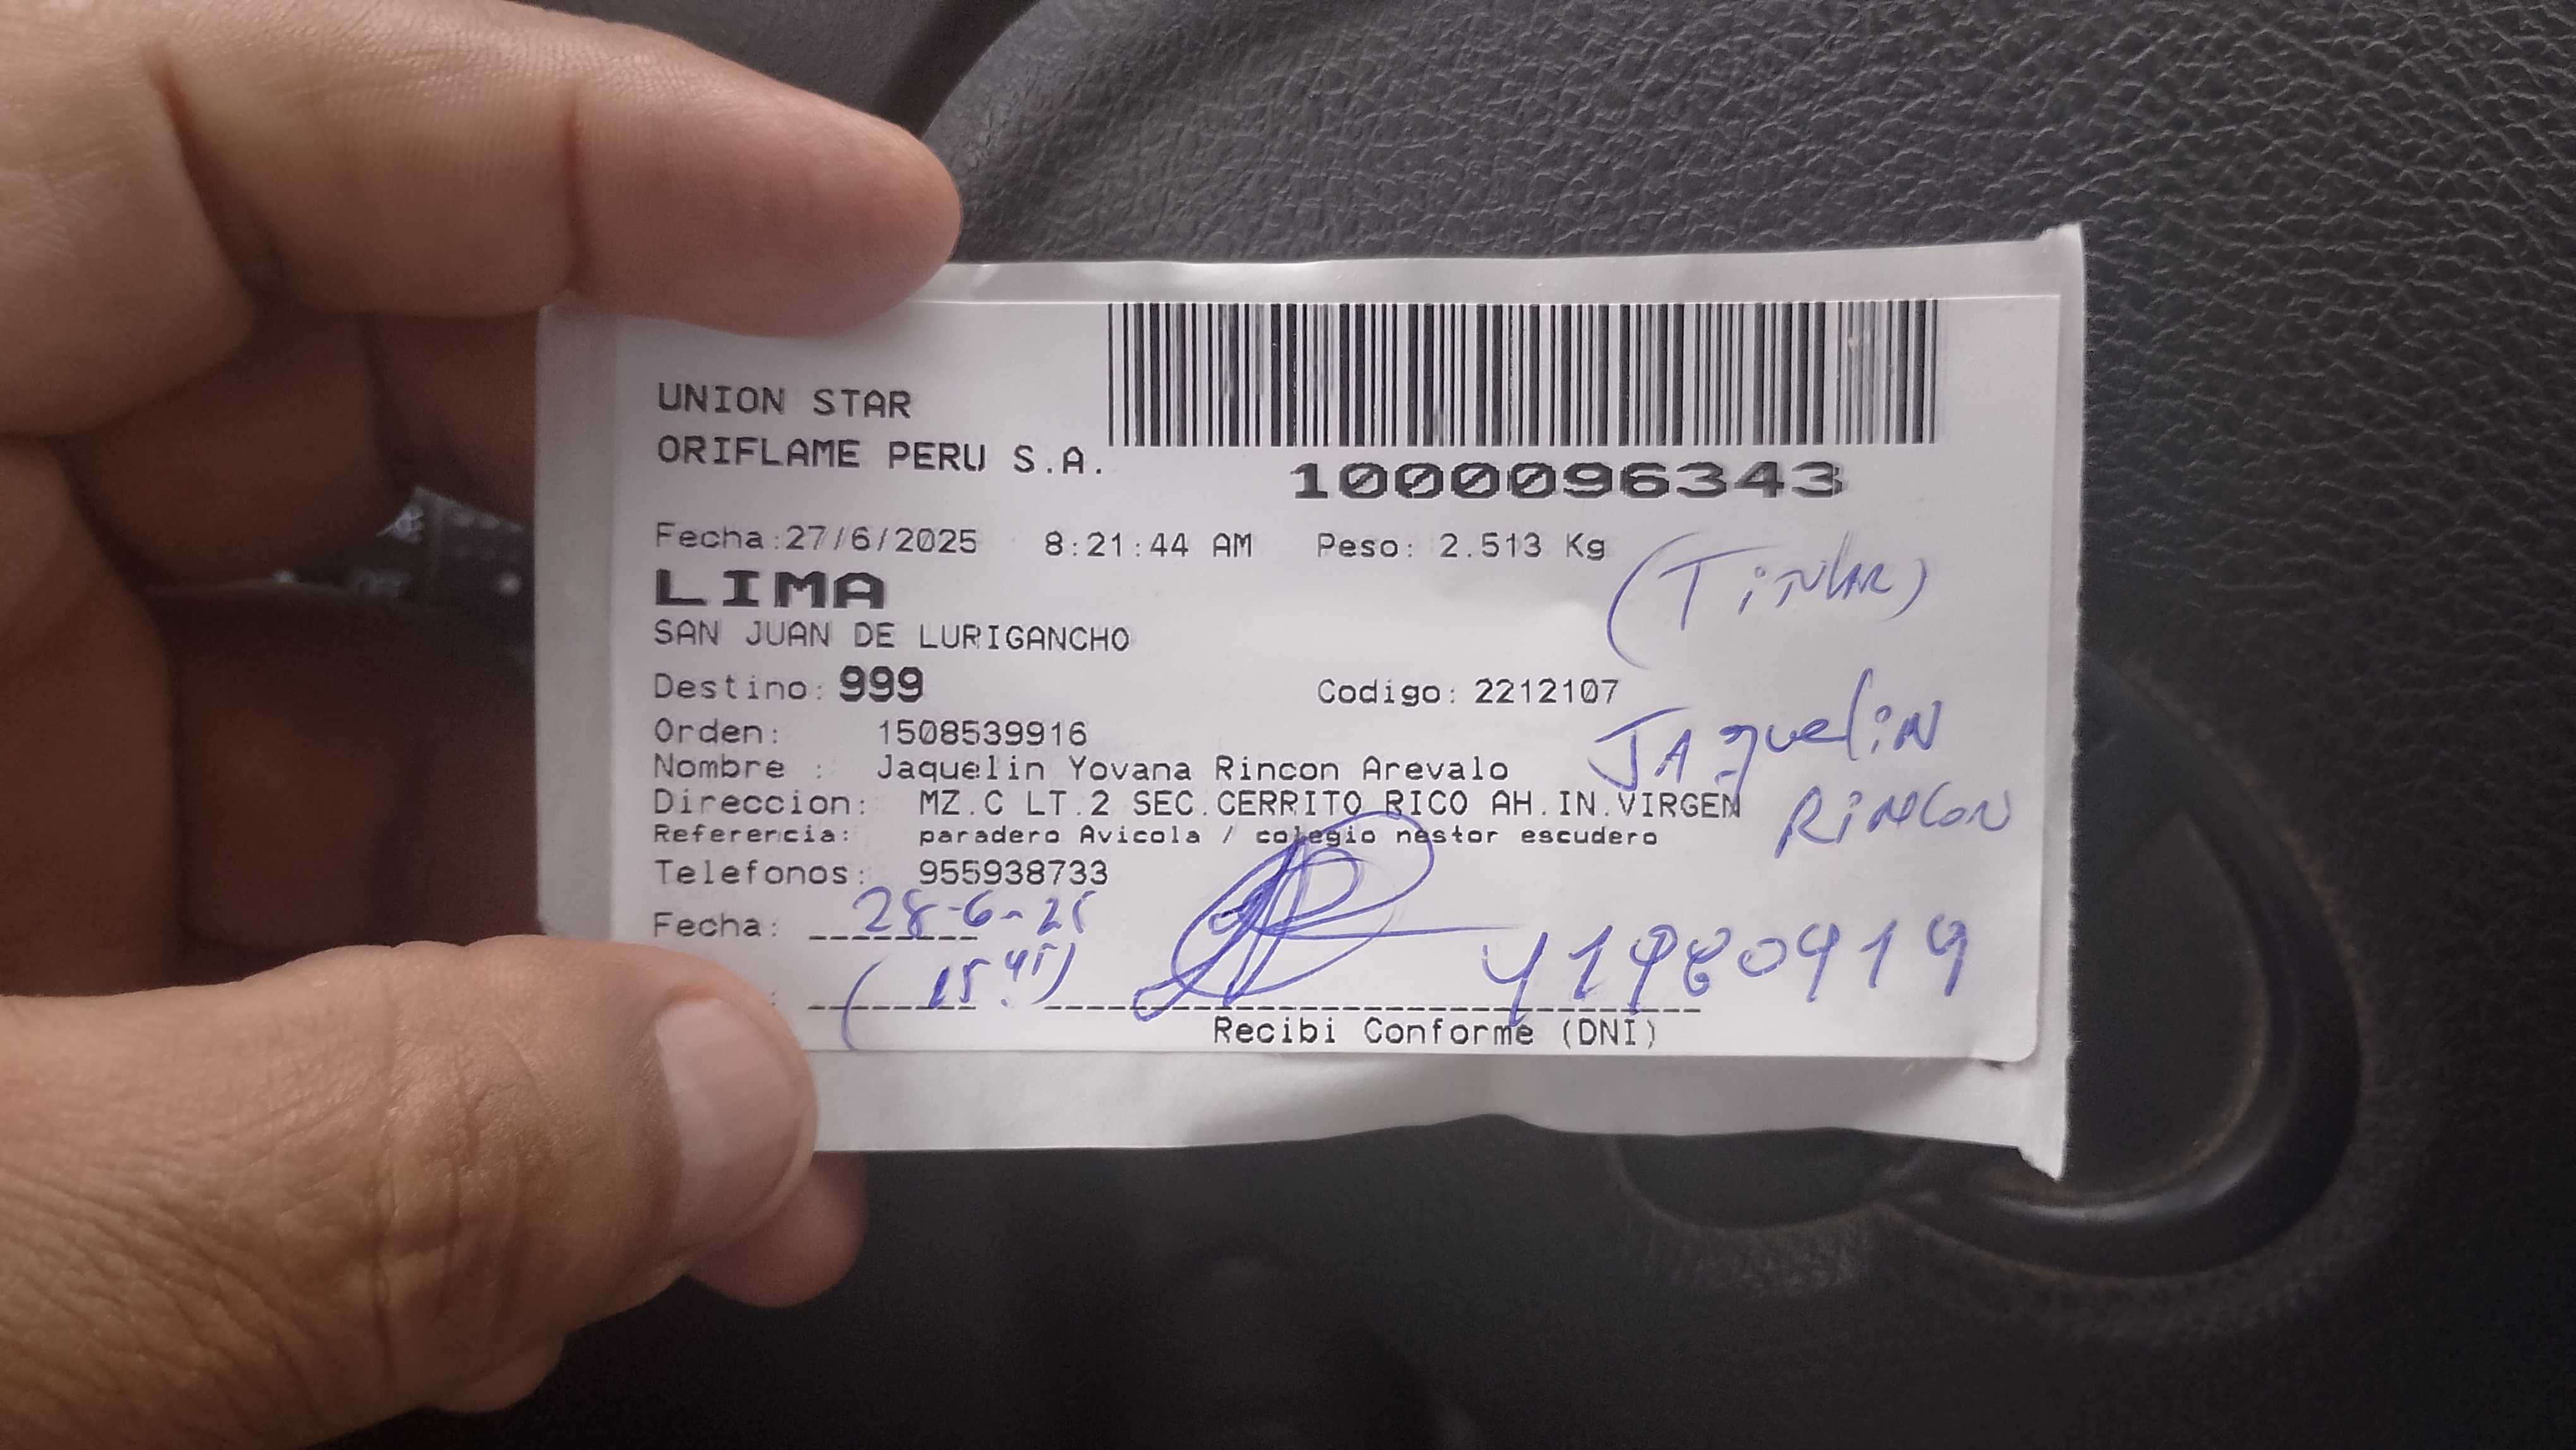 UNION STAR
ORIFLAME PERU S.A.
1000096343
Fecha:27/6/2025 8:21:44 AM Peso: 2.513 Kg
LIMA
SAN JUAN DE LURIGANCHO
Destino: 999 Codigo: 2212107
Orden: 1508539916
Nombre : Jaquelin Yovana Rincon Arevalo
JAquelin
Direccion: MZ.C LT.2 SEC.CERRITO RICO AH.IN.VIRGEN
RiNCoN
Referencia: paradero Avicola / colegio nestor escudero
Telefonos: 955938733
Fecha: 28-6-25
(15:45)
Recibi Conforme (DNI)